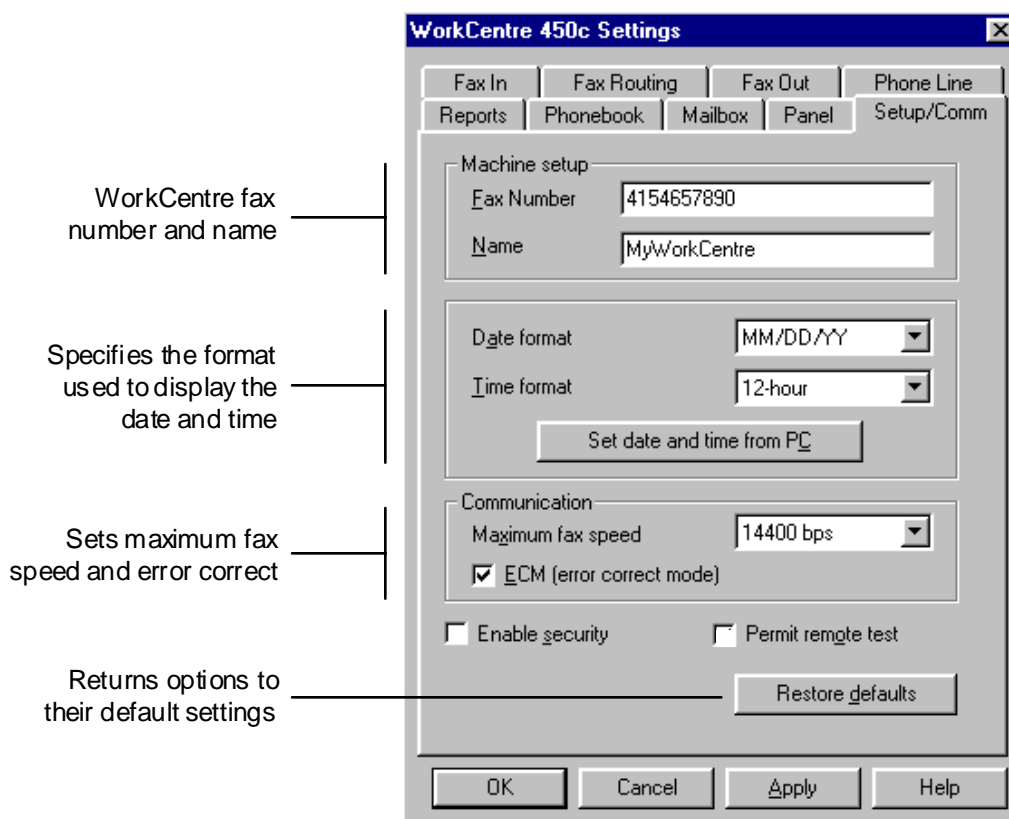 WorkCentre 450c Settings
Fax In Fax Routing Fax Out Phone Line
Reports Phonebook Mailbox Panel Setup/Comm
Machine setup
WorkCentre fax
number and name
Fax Number 4154657890
Name MyWorkCentre
Specifies the format
used to display the
date and time
Date format MM/DD/YY
Time format 12-hour
Set date and time from PC
Communication
Sets maximum fax
speed and error correct
Maximum fax speed 14400 bps
ECM (error correct mode)
Enable security Permit remote test
Returns options to
their default settings
Restore defaults
OK Cancel Apply Help